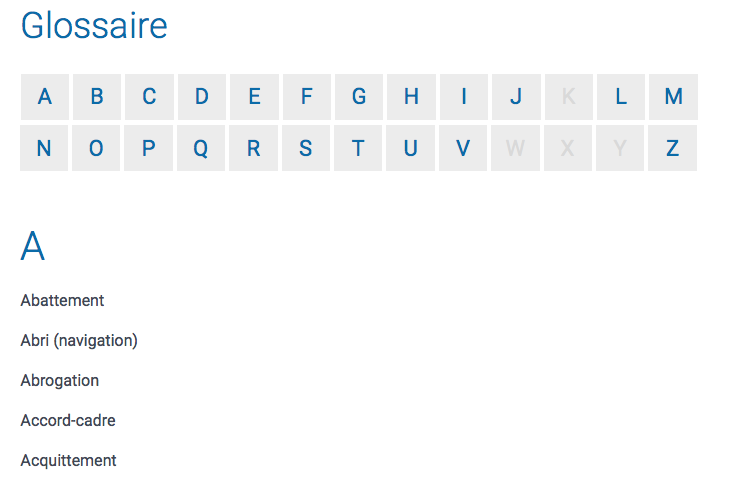 Glossaire
A B C D E F G H I J K L M
N O P Q R S T U V W X Y Z
A
Abattement
Abri (navigation)
Abrogation
Accord-cadre
Acquittement